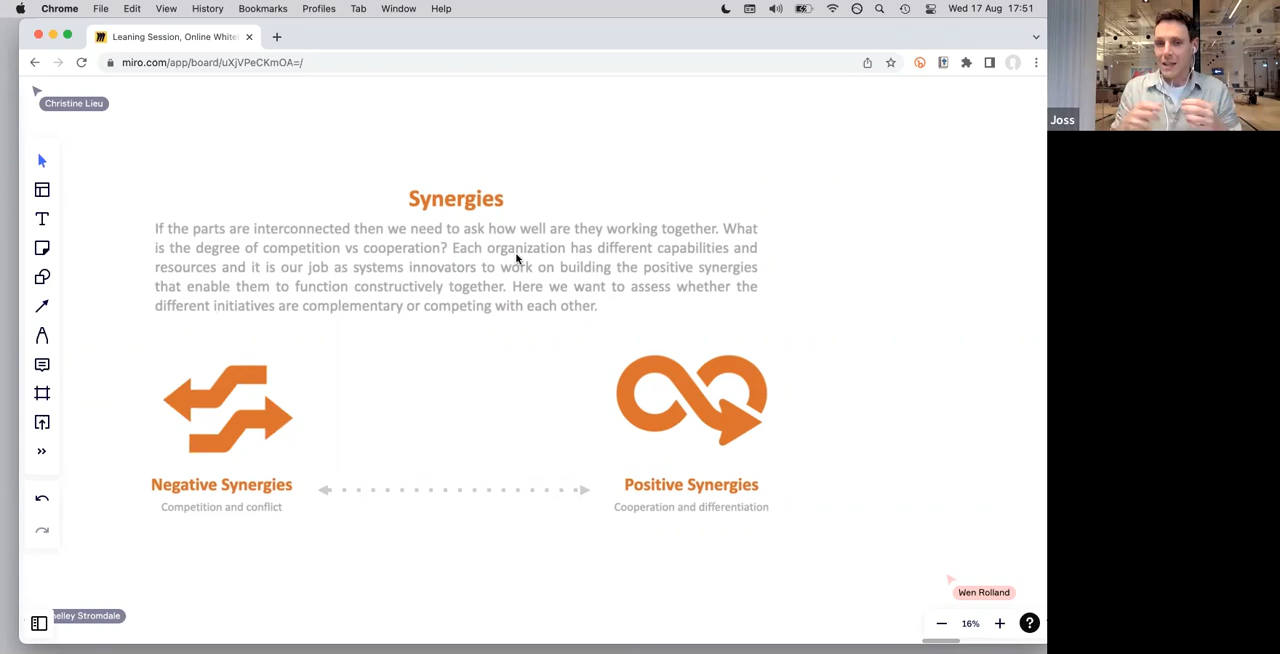 Chrome File Edit View History Bookmarks Profiles Tab Window Help Wed 17 Aug 17:51
Leaning Session, Online White
miro.com/app/board/uXjVPeCKmOA=/
Joss
Christine Lieu
Synergies
If the parts are interconnected then we need to ask how well are they working together. What
is the degree of competition vs cooperation? Each organization has different capabilities and
resources and it is our job as systems innovators to work on building the positive synergies
that enable them to function constructively together. Here we want to assess whether the
different initiatives are complementary or competing with each other.
Negative Synergies
Competition and conflict
Positive Synergies
Cooperation and differentiation
Wen Rolland
elley Stromdale
16%
?